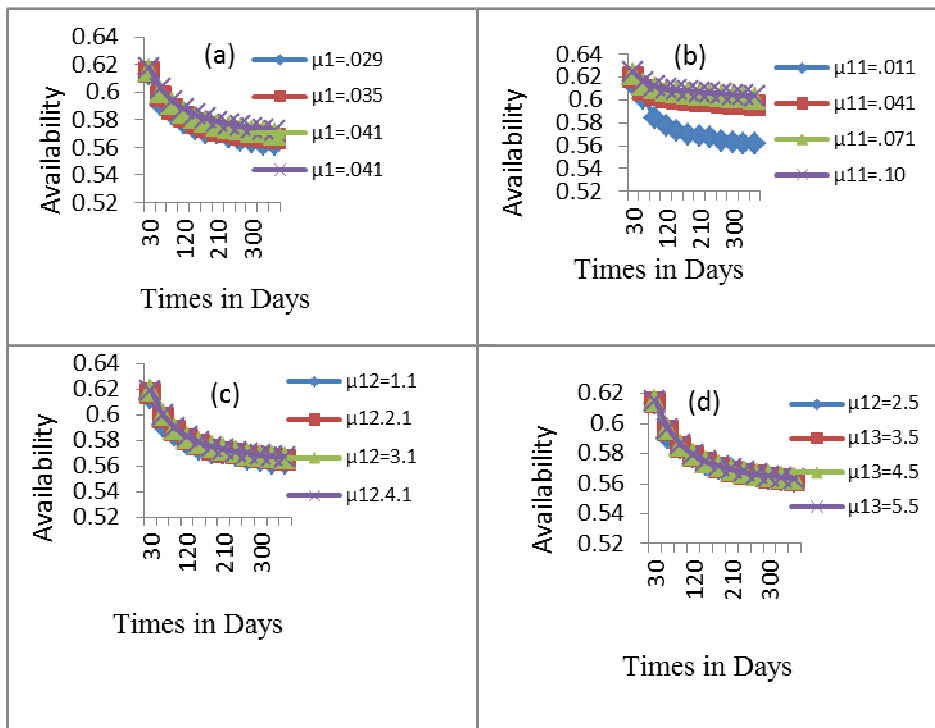 (a)
0.64
0.62
0.6
0.58
0.56
0.54
0.52
Availability
30
120
210
300
Times in Days
μ1=.029
μ1=.035
μ1=.041
μ1=.041
(b)
0.64
0.62
0.6
0.58
0.56
0.54
0.52
Availability
30
120
210
300
Times in Days
μ11=.011
μ11=.041
μ11=.071
μ11=.10
(c)
0.64
0.62
0.6
0.58
0.56
0.54
0.52
Availability
30
120
210
300
Times in Days
μ12=1.1
μ12.2.1
μ12=3.1
μ12.4.1
(d)
0.62
0.6
0.58
0.56
0.54
0.52
Availability
30
120
210
300
Times in Days
μ12=2.5
μ13=3.5
μ13=4.5
μ13=5.5